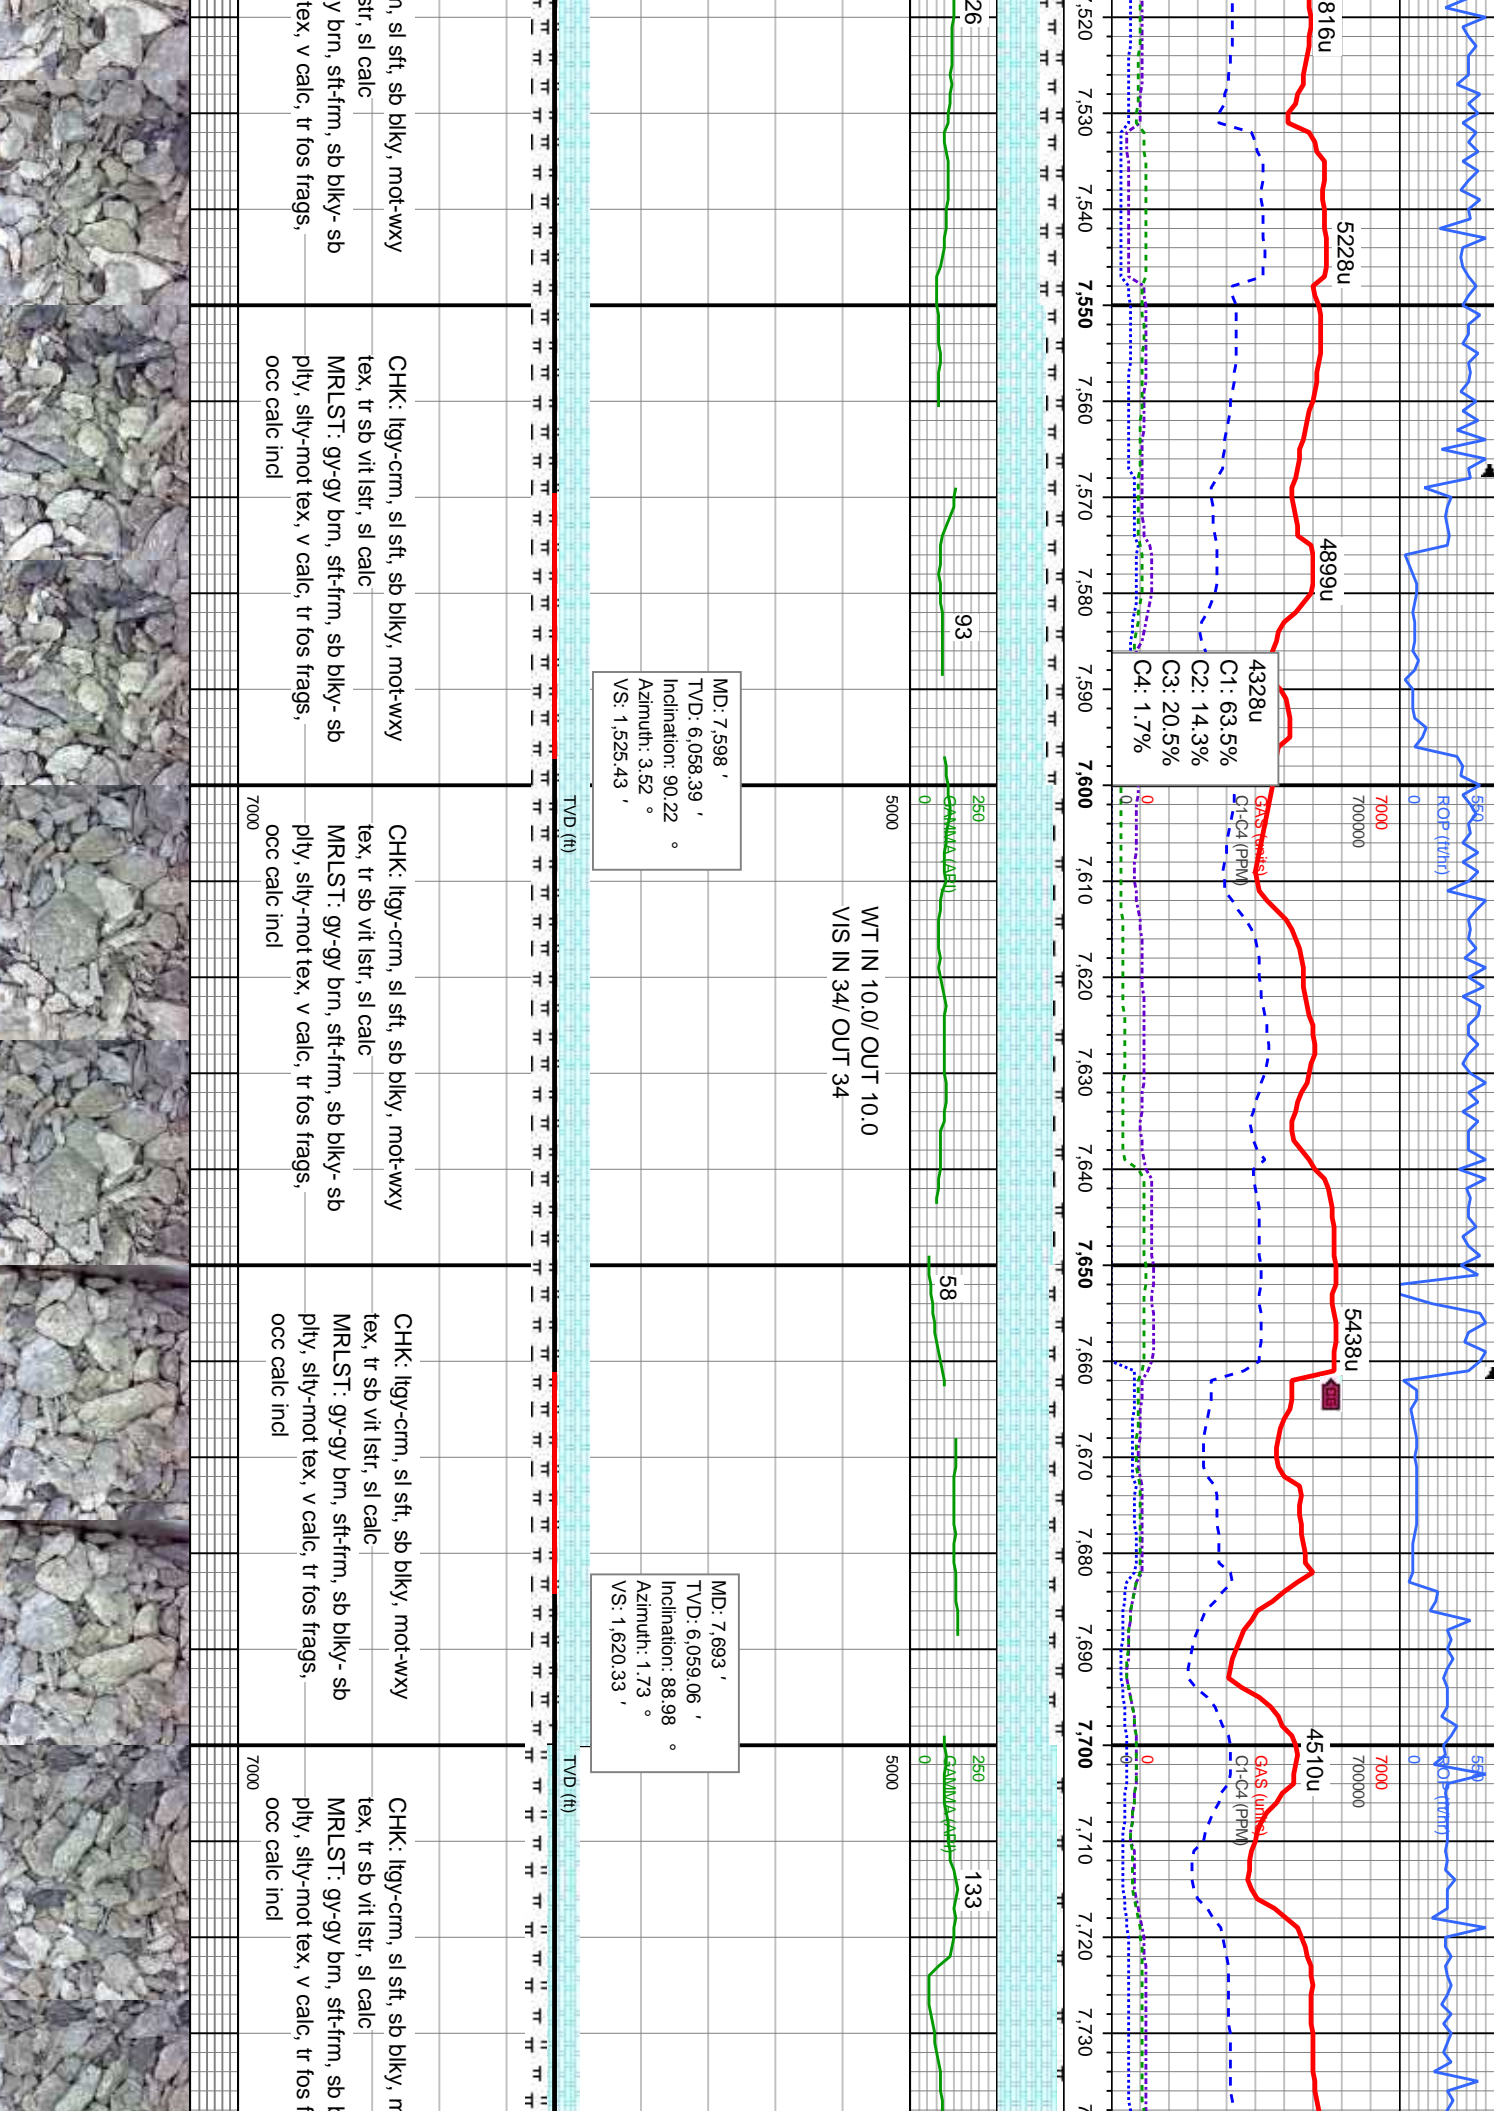 816u
5228u
4899u
5438u
4510u
4328u
C1: 63.5%
C2: 14.3%
C3: 20.5%
C4: 1.7%
550
ROP (ft/hr)
0
7000
700000
GAS (units)
C1-C4 (PPM)
0
0
550
ROP (ft/hr)
0
7000
700000
GAS (units)
C1-C4 (PPM)
0
0
7,520
7,530
7,540
7,550
7,560
7,570
7,580
7,590
7,600
7,610
7,620
7,630
7,640
7,650
7,660
7,670
7,680
7,690
7,700
7,710
7,720
7,730
26
93
58
133
250
GAMMA (API)
0
250
GAMMA (API)
0
5000
5000
WT IN 10.0/ OUT 10.0
VIS IN 34/ OUT 34
MD: 7,598 '
TVD: 6,058.39 '
Inclination: 90.22 °
Azimuth: 3.52 °
VS: 1,525.43 '
MD: 7,693 '
TVD: 6,059.06 '
Inclination: 88.98 °
Azimuth: 1.73 °
VS: 1,620.33 '
TVD (ft)
7000
TVD (ft)
7000
n, sl sft, sb blky, mot-wxy
str, sl calc
y brn, sft-frm, sb blky- sb
tex, v calc, tr fos frags,
CHK: ltgy-crm, sl sft, sb blky, mot-wxy
tex, tr sb vit lstr, sl calc
MRLST: gy-gy brn, sft-frm, sb blky- sb
plty, slty-mot tex, v calc, tr fos frags,
occ calc incl
CHK: ltgy-crm, sl sft, sb blky, mot-wxy
tex, tr sb vit lstr, sl calc
MRLST: gy-gy brn, sft-frm, sb blky- sb
plty, slty-mot tex, v calc, tr fos frags,
occ calc incl
CHK: ltgy-crm, sl sft, sb blky, mot-wxy
tex, tr sb vit lstr, sl calc
MRLST: gy-gy brn, sft-frm, sb blky- sb
plty, slty-mot tex, v calc, tr fos frags,
occ calc incl
CHK: ltgy-crm, sl sft, sb blky, m
tex, tr sb vit lstr, sl calc
MRLST: gy-gy brn, sft-frm, sb b
plty, slty-mot tex, v calc, tr fos f
occ calc incl